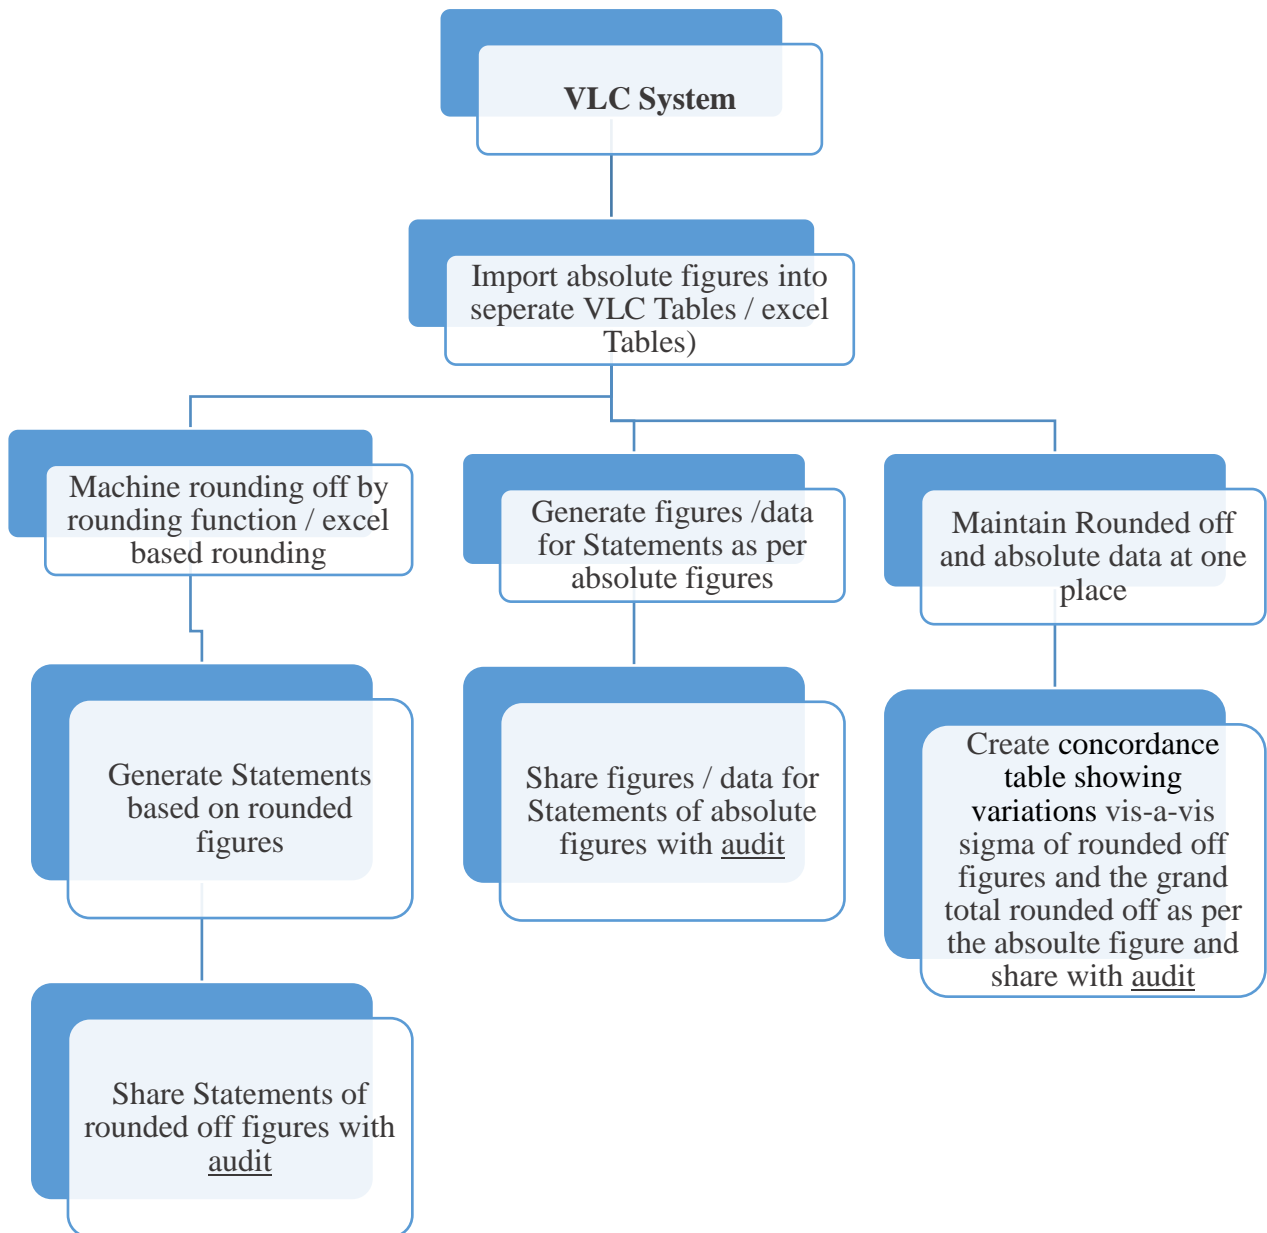 VLC System
Import absolute figures into
seperate VLC Tables / excel
Tables)
Machine rounding off by
rounding function / excel
based rounding
Generate figures /data
for Statements as per
absolute figures
Maintain Rounded off
and absolute data at one
place
Generate Statements
based on rounded
figures
Share figures / data for
Statements of absolute
figures with audit
Create concordance
table showing
variations vis-a-vis
sigma of rounded off
figures and the grand
total rounded off as per
the absoulte figure and
share with audit
Share Statements of
rounded off figures with
audit